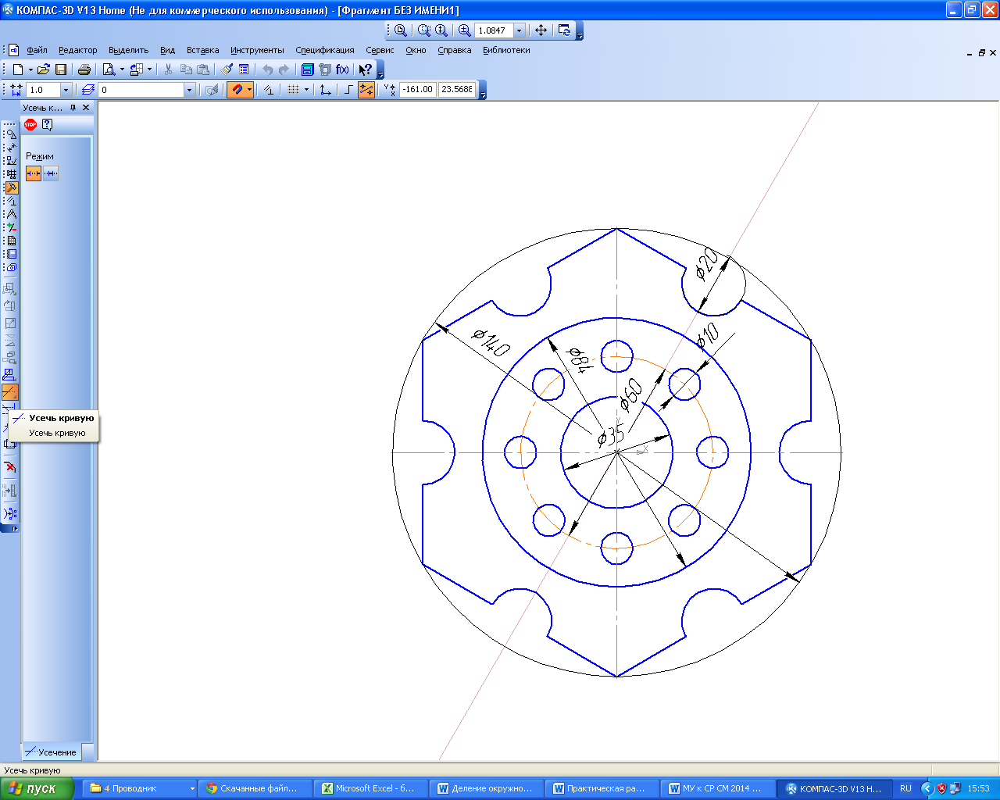 КОМПАС-3D V13 Home (Не для коммерческого использования) - [Фрагмент БЕЗ ИМЕНИ1]
1.0847
Файл Редактор Выделить Вид Вставка Инструменты Спецификация Сервис Окно Справка Библиотеки
f(x)
1.0 0 -161.00 23.5688
Усечь к...
STOP
Режим
ϕ20
ϕ10
ϕ140
ϕ84
ϕ60
ϕ35
Y
X
Усечь кривую
Усечь кривую
Усечение
Усечь кривую
пуск 4 Проводник Скачанные файл... Microsoft Excel - б... Деление окружно... Практическая ра... МУ к СР СМ 2014 ... КОМПАС-3D V13 H... RU 15:53